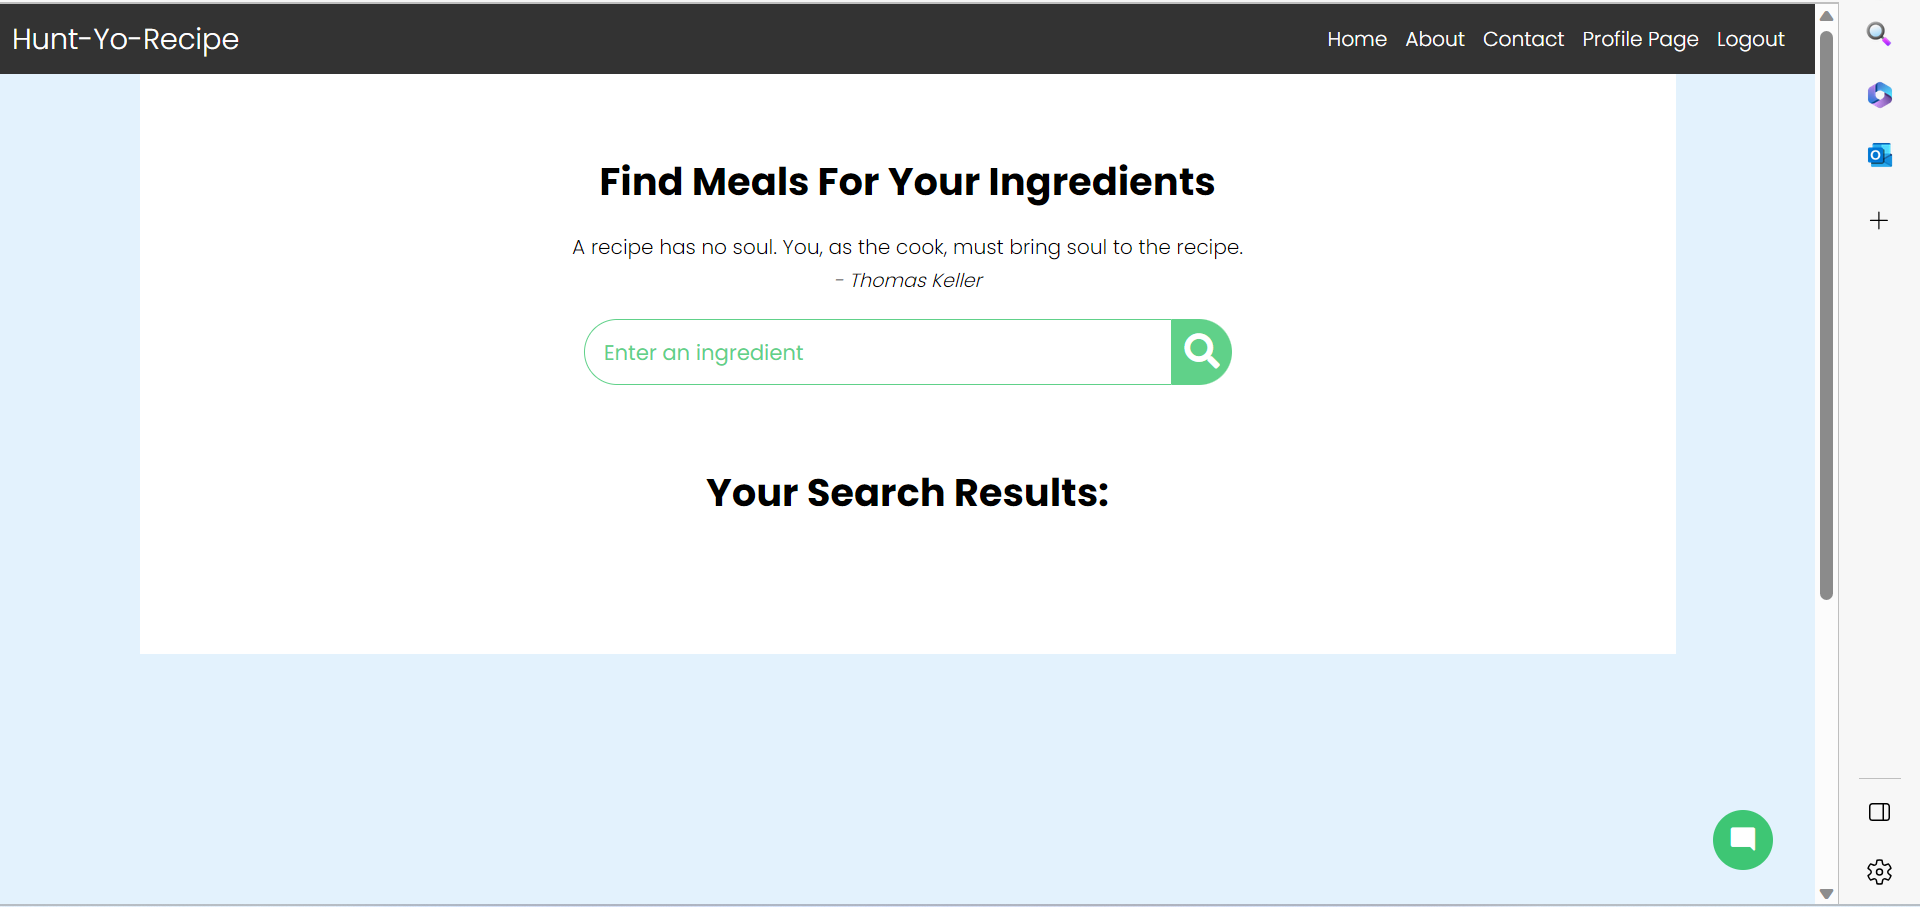 Hunt-Yo-Recipe
Home About Contact Profile Page Logout
Find Meals For Your Ingredients
A recipe has no soul. You, as the cook, must bring soul to the recipe.
- Thomas Keller
Enter an ingredient
Your Search Results: